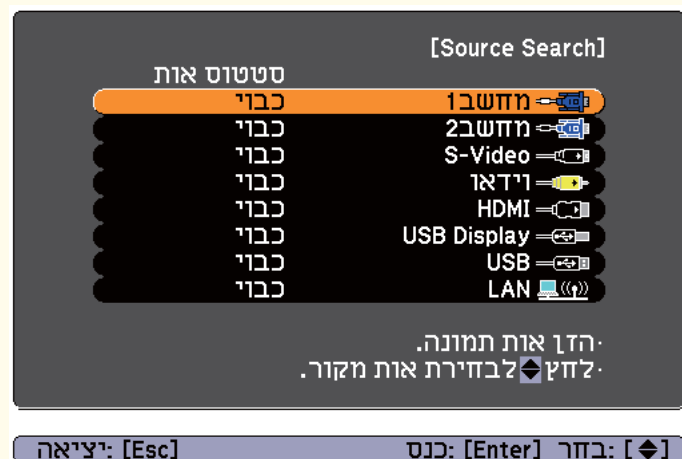 [Source Search]
סטטוס אות
מחשב1 כבוי
מחשב2 כבוי
S-Video כבוי
וידאו כבוי
HDMI כבוי
USB Display כבוי
USB כבוי
LAN כבוי
·הזן אות תמונה.
·לחץ לבחירת אות מקור.
[ ] :בחר [Enter] :כנס [Esc] :יציאה